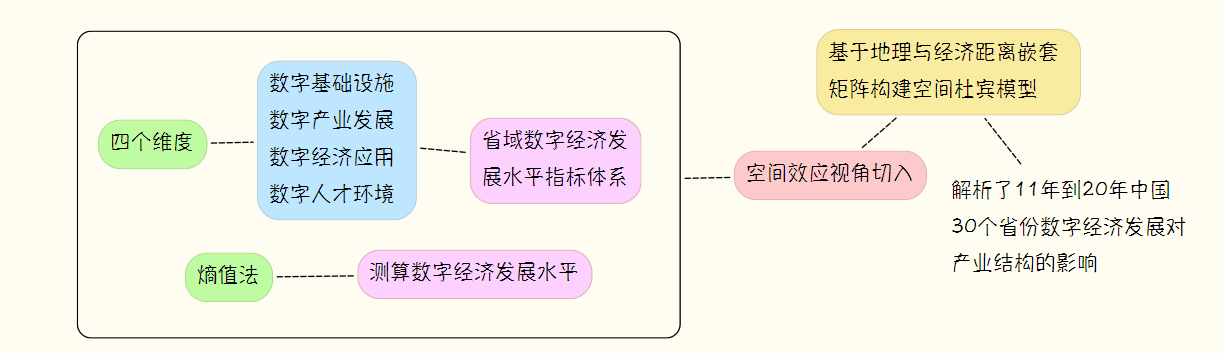 四个维度
数字基础设施
数字产业发展
数字经济应用
数字人才环境
省域数字经济发
展水平指标体系
熵值法
测算数字经济发展水平
空间效应视角切入
基于地理与经济距离嵌套
矩阵构建空间杜宾模型
解析了11年到20年中国
30个省份数字经济发展对
产业结构的影响